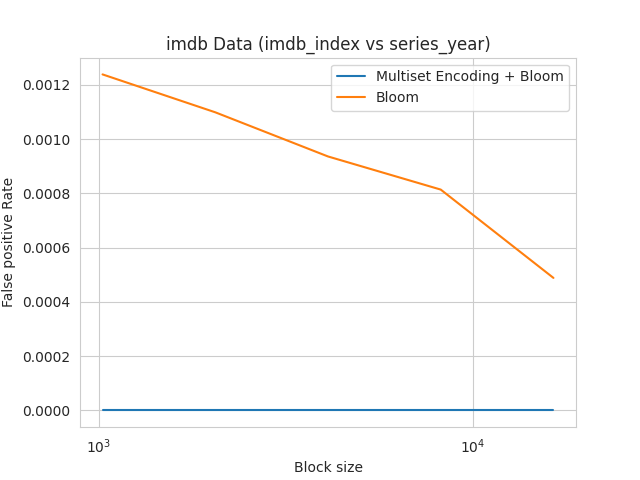 imdb Data (imdb_index vs series_year)
Multiset Encoding + Bloom
Bloom
0.0012
0.0010
0.0008
0.0006
0.0004
0.0002
0.0000
False positive Rate
10³
10⁴
Block size